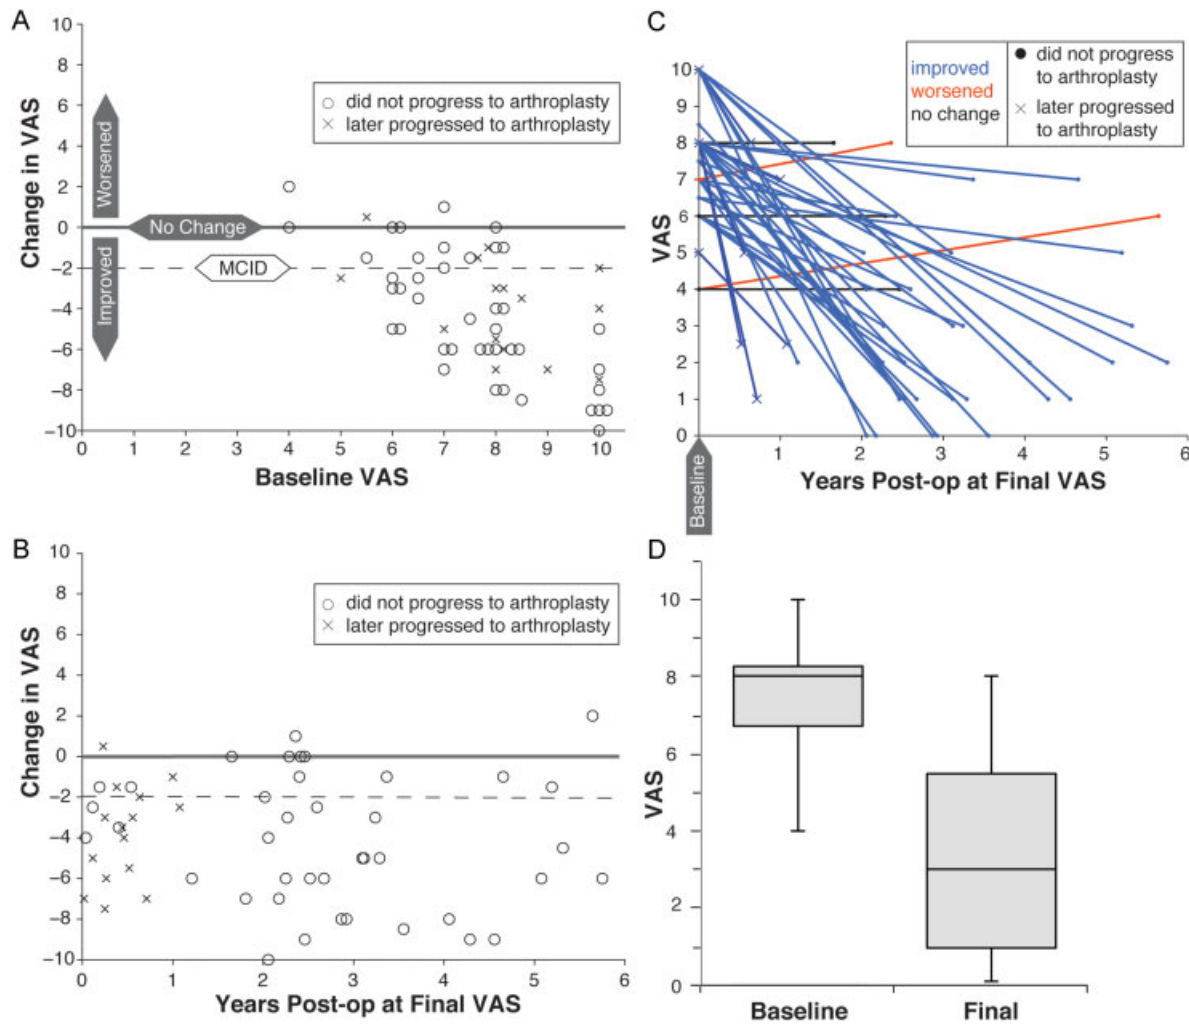 A
10
8
6
4
2
0
−2
−4
−6
−8
−10
Change in VAS
Worsened
Improved
No Change
MCID
○ did not progress to arthroplasty
× later progressed to arthroplasty
0 1 2 3 4 5 6 7 8 9 10
Baseline VAS
C
10
9
8
7
6
5
4
3
2
1
0
VAS
improved
worsened
no change
● did not progress
to arthroplasty
× later progressed
to arthroplasty
1 2 3 4 5 6
Years Post-op at Final VAS
Baseline
B
10
8
6
4
2
0
−2
−4
−6
−8
−10
Change in VAS
○ did not progress to arthroplasty
× later progressed to arthroplasty
0 1 2 3 4 5 6
Years Post-op at Final VAS
D
10
8
6
4
2
0
VAS
Baseline Final